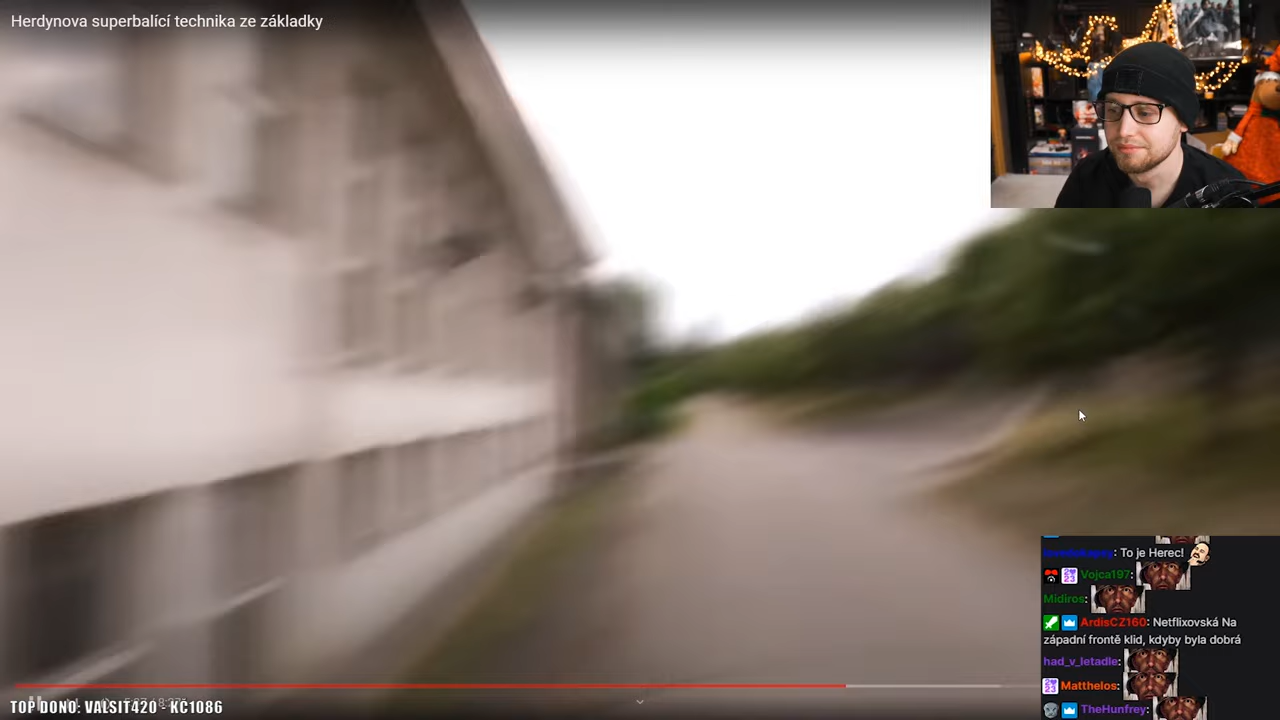 Herdynova superbalící technika ze základky
: To je Herec!
Vojca197:
Midiros:
ArdisCZ160: Netflixovská Na
západní frontě klid, kdyby byla dobrá
had_v_letadle:
Matthelos:
TheHunfrey:
TOP DONO: VALSIT420 - KČ1086